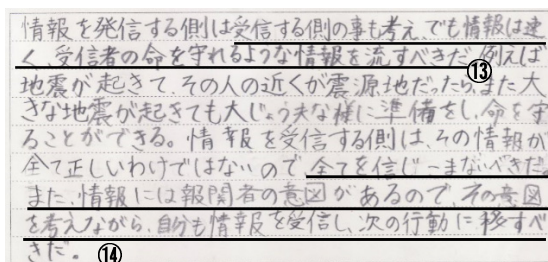 情報を発信する側は受信する側の事も考え、でも情報は速
く、受信者の命を守れるような情報を流すべきだ。例えば
⑬
地震が起きて、その人の近くが震源地だったら、また大
きな地震が起きても大じょう夫な様に準備をし、命を守
ることができる。情報を受信する側は、その情報が
全て正しいわけではないので、全てを信じ まないべきだ。
また、情報には報関者の意図があるので、その意図
を考えながら、自分も情報を受信し、次の行動に移すべ
きだ。 ⑭